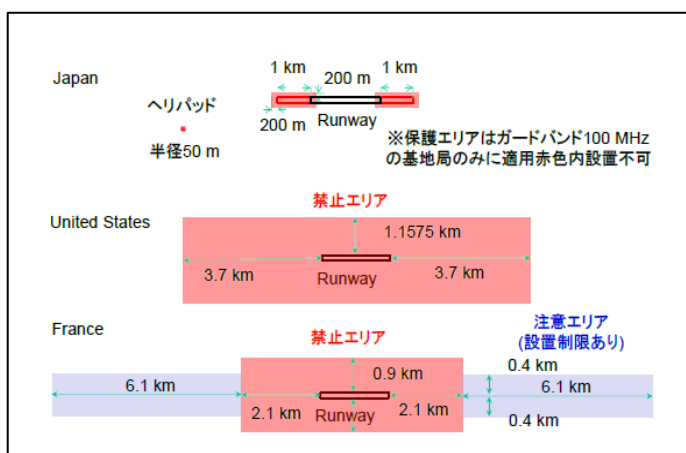 Japan
1 km
200 m
1 km
ヘリパッド
200 m
Runway
半径50 m
※保護エリアはガードバンド100 MHz
の基地局のみに適用赤色内設置不可
禁止エリア
United States
1.1575 km
3.7 km
Runway
3.7 km
France
禁止エリア
注意エリア
(設置制限あり)
6.1 km
0.9 km
0.4 km
6.1 km
2.1 km
Runway
2.1 km
0.4 km